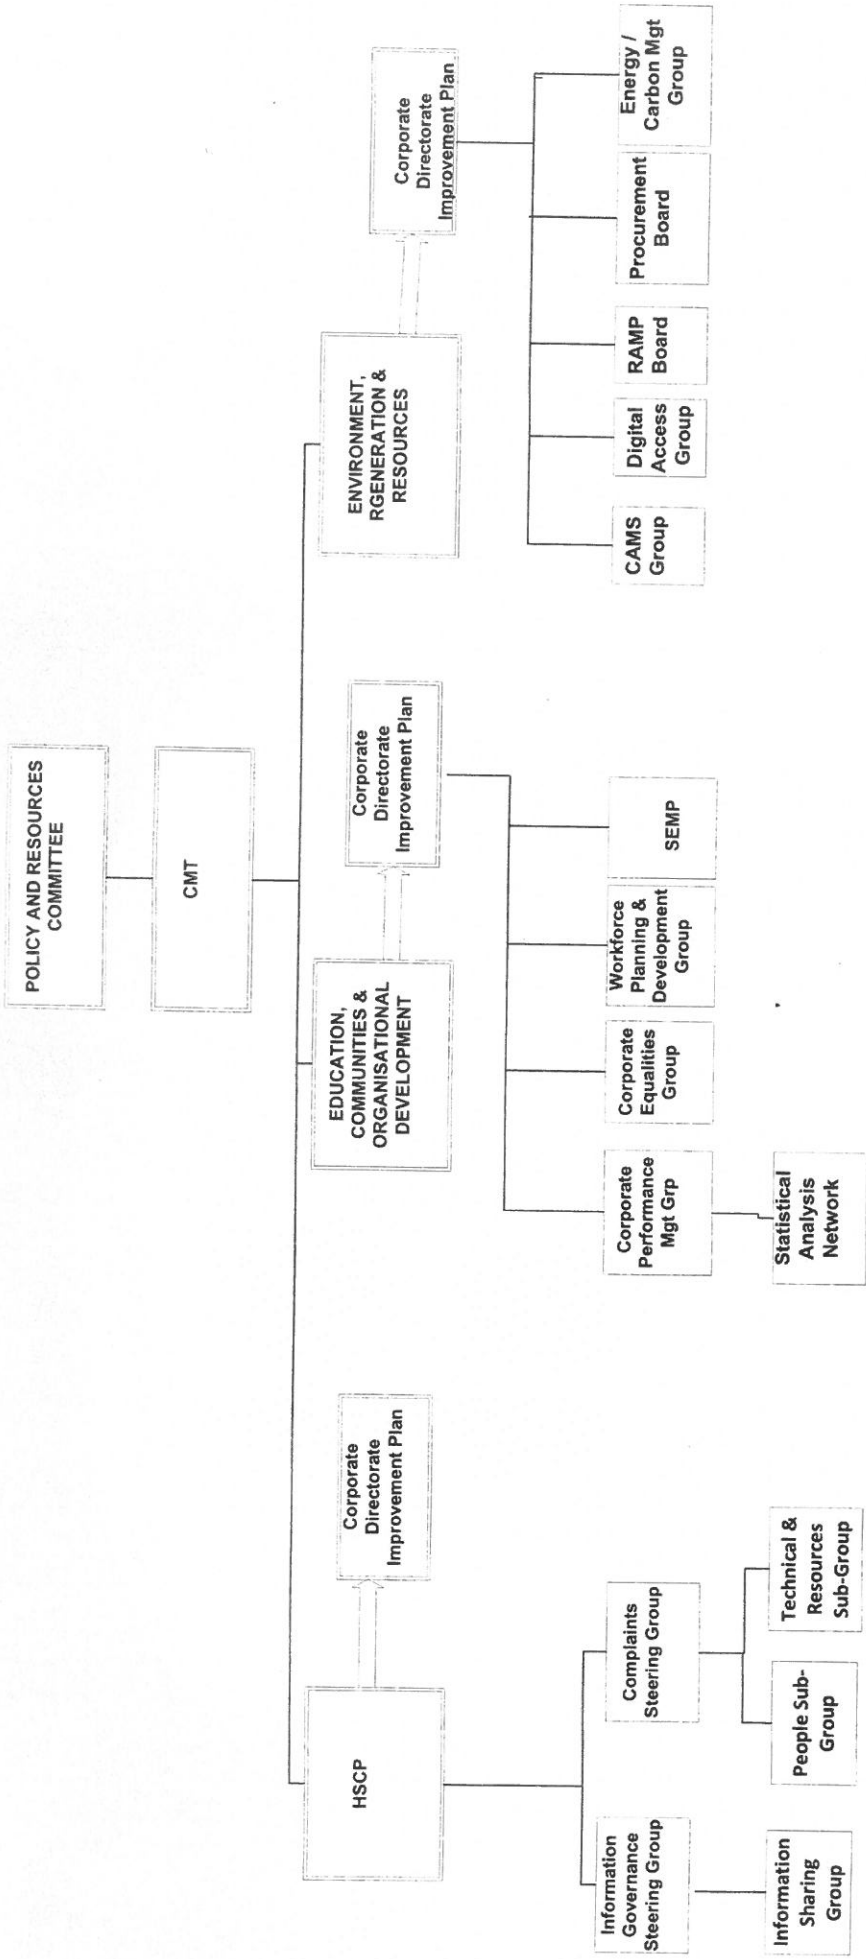 POLICY AND RESOURCES
COMMITTEE
CMT
HSCP
Corporate
Directorate
Improvement Plan
EDUCATION,
COMMUNITIES &
ORGANISATIONAL
DEVELOPMENT
Corporate
Directorate
Improvement Plan
ENVIRONMENT,
RGENERATION &
RESOURCES
Corporate
Directorate
Improvement Plan
Information
Governance
Steering Group
Complaints
Steering Group
Information
Sharing
Group
People Sub-
Group
Technical &
Resources
Sub-Group
Corporate
Performance
Mgt Grp
Corporate
Equalities
Group
Workforce
Planning &
Development
Group
SEMP
Statistical
Analysis
Network
CAMS
Group
Digital
Access
Group
RAMP
Board
Procurement
Board
Energy /
Carbon Mgt
Group